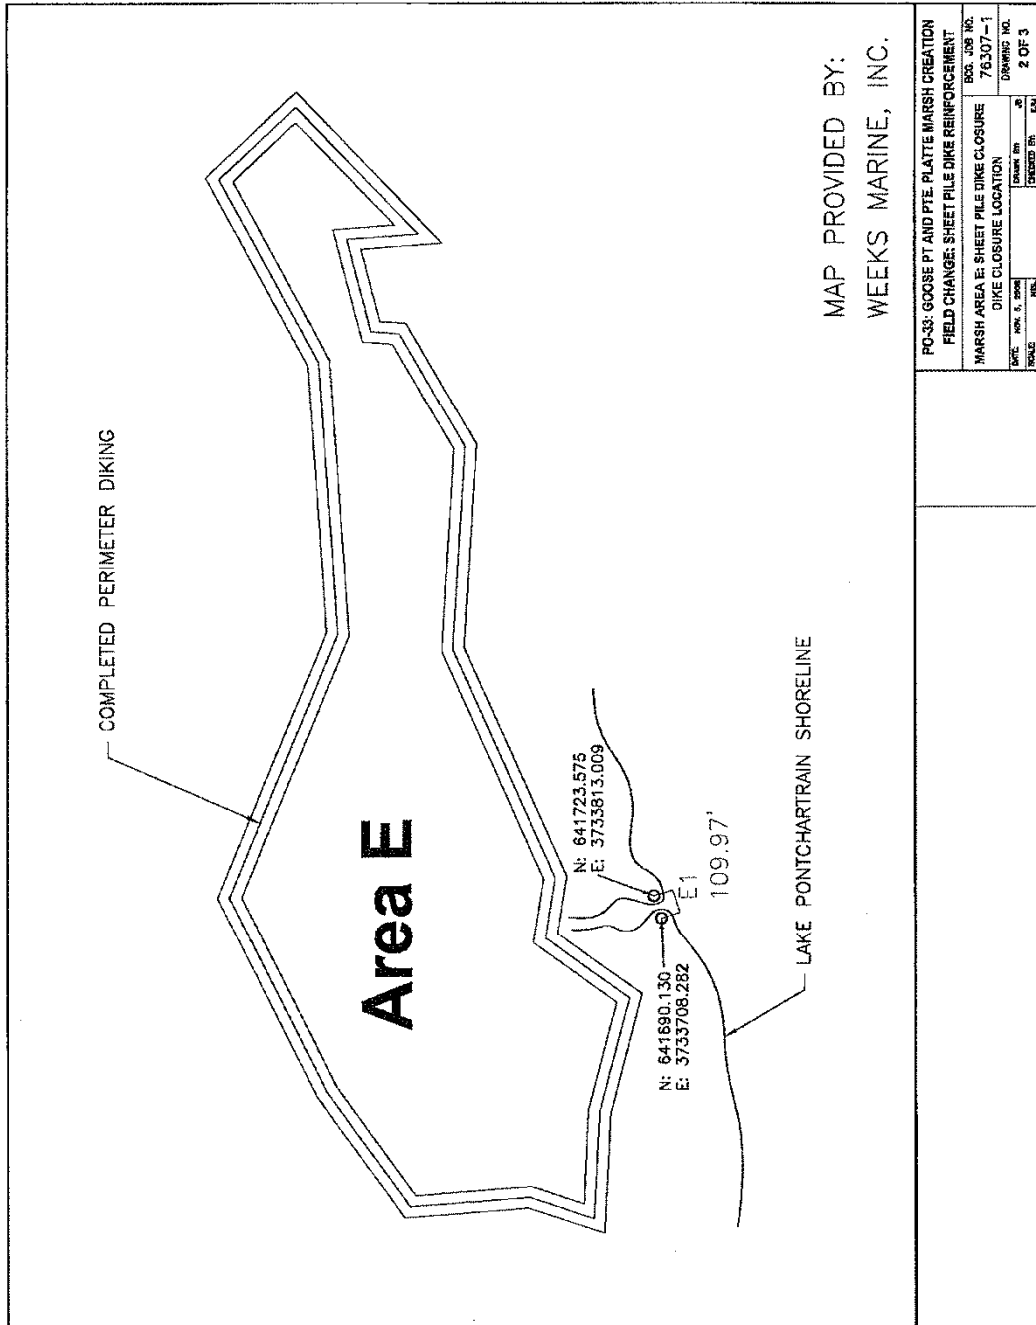 COMPLETED PERIMETER DIKING
Area E
N: 641723.575
E: 3733813.009
E1
109.97'
N: 641690.130
E: 3733708.282
LAKE PONTCHARTRAIN SHORELINE
MAP PROVIDED BY:
WEEKS MARINE, INC.
PO-33: GOOSE PT AND PTE. PLATTE MARSH CREATION
FIELD CHANGE: SHEET PILE DIKE REINFORCEMENT
MARSH AREA E: SHEET PILE DIKE CLOSURE
DIKE CLOSURE LOCATION
BCG. JOB NO.
76307-1
DRAWING NO.
2 OF 3
DATE: NOV. 5, 2008
DRAWN BY: JB
SCALE:
CHECKED BY: